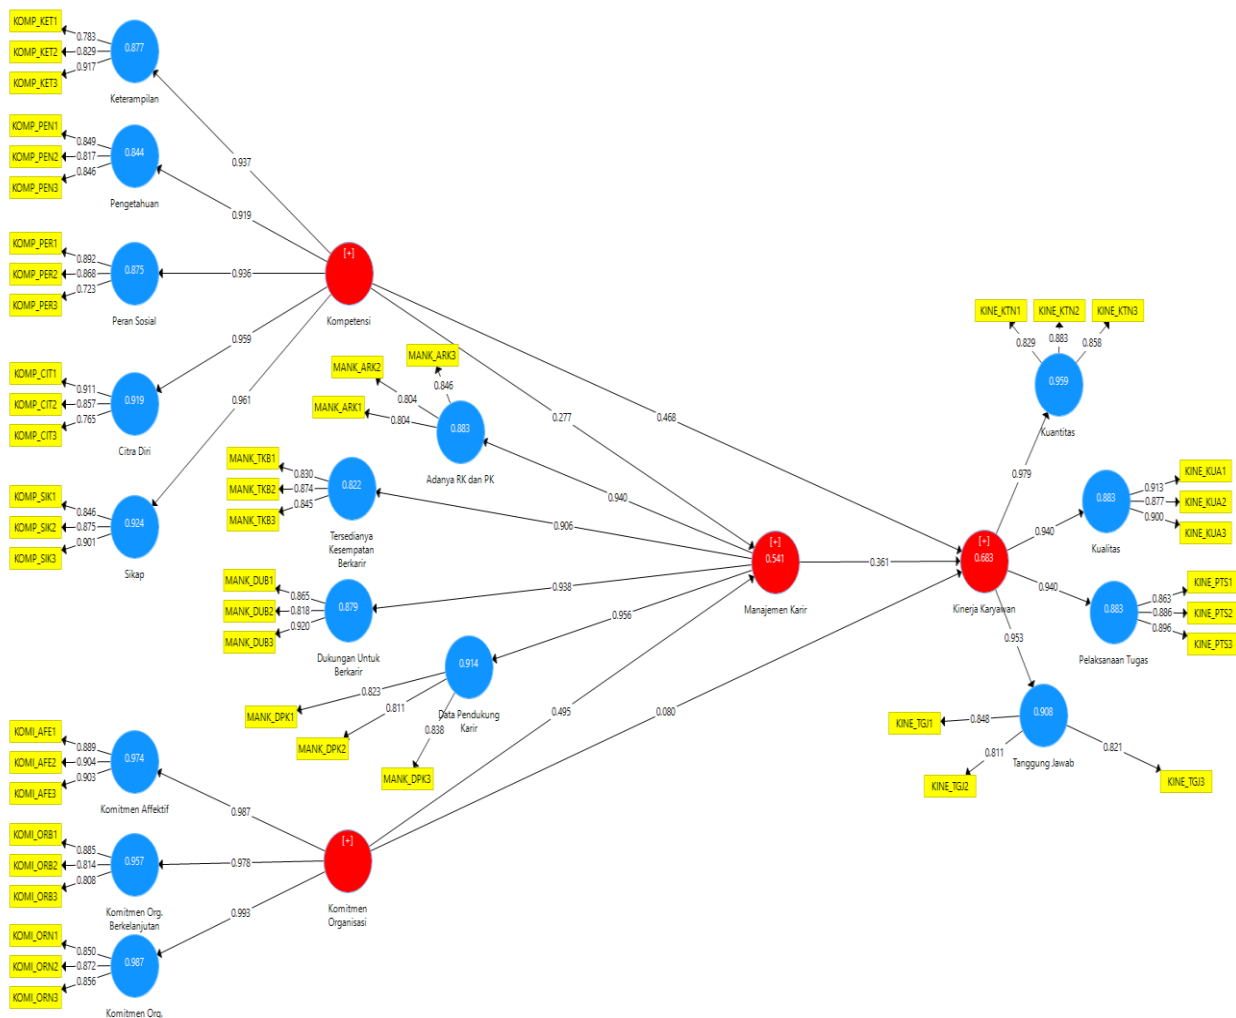 KOMP_KET1
0.783
KOMP_KET2
0.829
KOMP_KET3
0.917
0.877
Keterampilan
KOMP_PEN1
0.849
KOMP_PEN2
0.817
KOMP_PEN3
0.846
0.844
Pengetahuan
KOMP_PER1
0.892
KOMP_PER2
0.868
KOMP_PER3
0.723
0.875
Peran Sosial
KOMP_CIT1
0.911
KOMP_CIT2
0.857
KOMP_CIT3
0.765
0.919
Citra Diri
KOMP_SIK1
0.846
KOMP_SIK2
0.875
KOMP_SIK3
0.901
0.924
Sikap
0.937
0.919
0.936
0.959
0.961
[+]
Kompetensi
0.277
0.468
MANK_ARK3
MANK_ARK2
MANK_ARK1
0.846
0.804
0.804
0.883
Adanya RK dan PK
MANK_TKB1
0.830
MANK_TKB2
0.874
MANK_TKB3
0.845
0.822
Tersedianya
Kesempatan
Berkarir
MANK_DUB1
0.865
MANK_DUB2
0.818
MANK_DUB3
0.920
0.879
Dukungan Untuk
Berkarir
0.914
Data Pendukung
Karir
0.823
0.811
0.838
MANK_DPK1
MANK_DPK2
MANK_DPK3
0.940
0.906
0.938
0.956
[+]
0.541
Manajemen Karir
0.361
0.495
0.080
KOMI_AFE1
0.889
KOMI_AFE2
0.904
KOMI_AFE3
0.903
0.974
Komitmen Affektif
KOMI_ORB1
0.885
KOMI_ORB2
0.814
KOMI_ORB3
0.808
0.957
Komitmen Org.
Berkelanjutan
KOMI_ORN1
0.850
KOMI_ORN2
0.872
KOMI_ORN3
0.856
0.987
Komitmen Org.
0.987
0.978
0.993
[+]
Komitmen
Organisasi
KINE_KTN1
KINE_KTN2
KINE_KTN3
0.829
0.883
0.858
0.959
Kuantitas
0.979
[+]
0.683
Kinerja Karyawan
0.940
0.940
0.953
0.883
Kualitas
0.913
0.877
0.900
KINE_KUA1
KINE_KUA2
KINE_KUA3
0.883
Pelaksanaan Tugas
0.863
0.886
0.896
KINE_PTS1
KINE_PTS2
KINE_PTS3
0.908
Tanggung Jawab
0.848
0.811
0.821
KINE_TGJ1
KINE_TGJ2
KINE_TGJ3